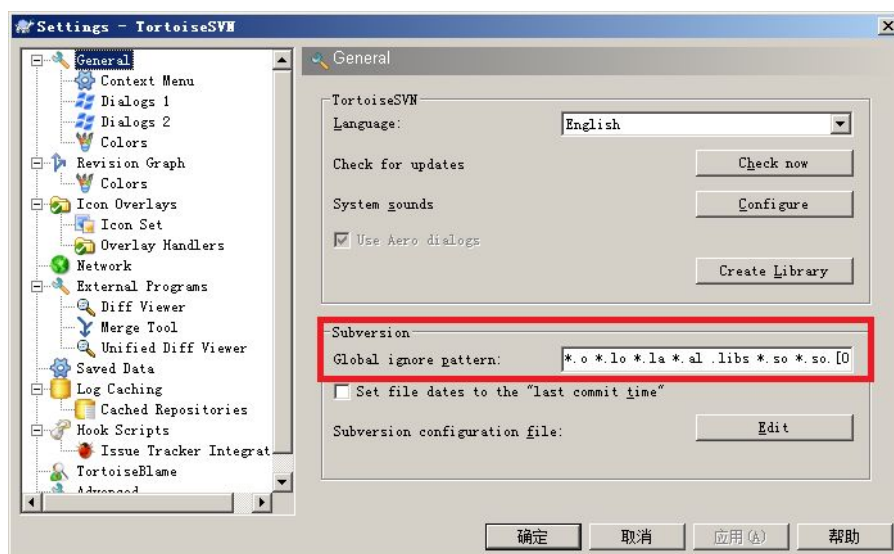 Settings - TortoiseSVN
General
Context Menu
Dialogs 1
Dialogs 2
Colors
Revision Graph
Colors
Icon Overlays
Icon Set
Overlay Handlers
Network
External Programs
Diff Viewer
Merge Tool
Unified Diff Viewer
Saved Data
Log Caching
Cached Repositories
Hook Scripts
Issue Tracker Integrat
TortoiseBlame
Advanced
General
TortoiseSVN
Language: English
Check for updates Check now
System sounds Configure
Use Aero dialogs
Create Library
Subversion
Global ignore pattern: *.o *.lo *.la *.al .libs *.so *.so.[0
Set file dates to the "last commit time"
Subversion configuration file: Edit
确定 取消 应用(A) 帮助